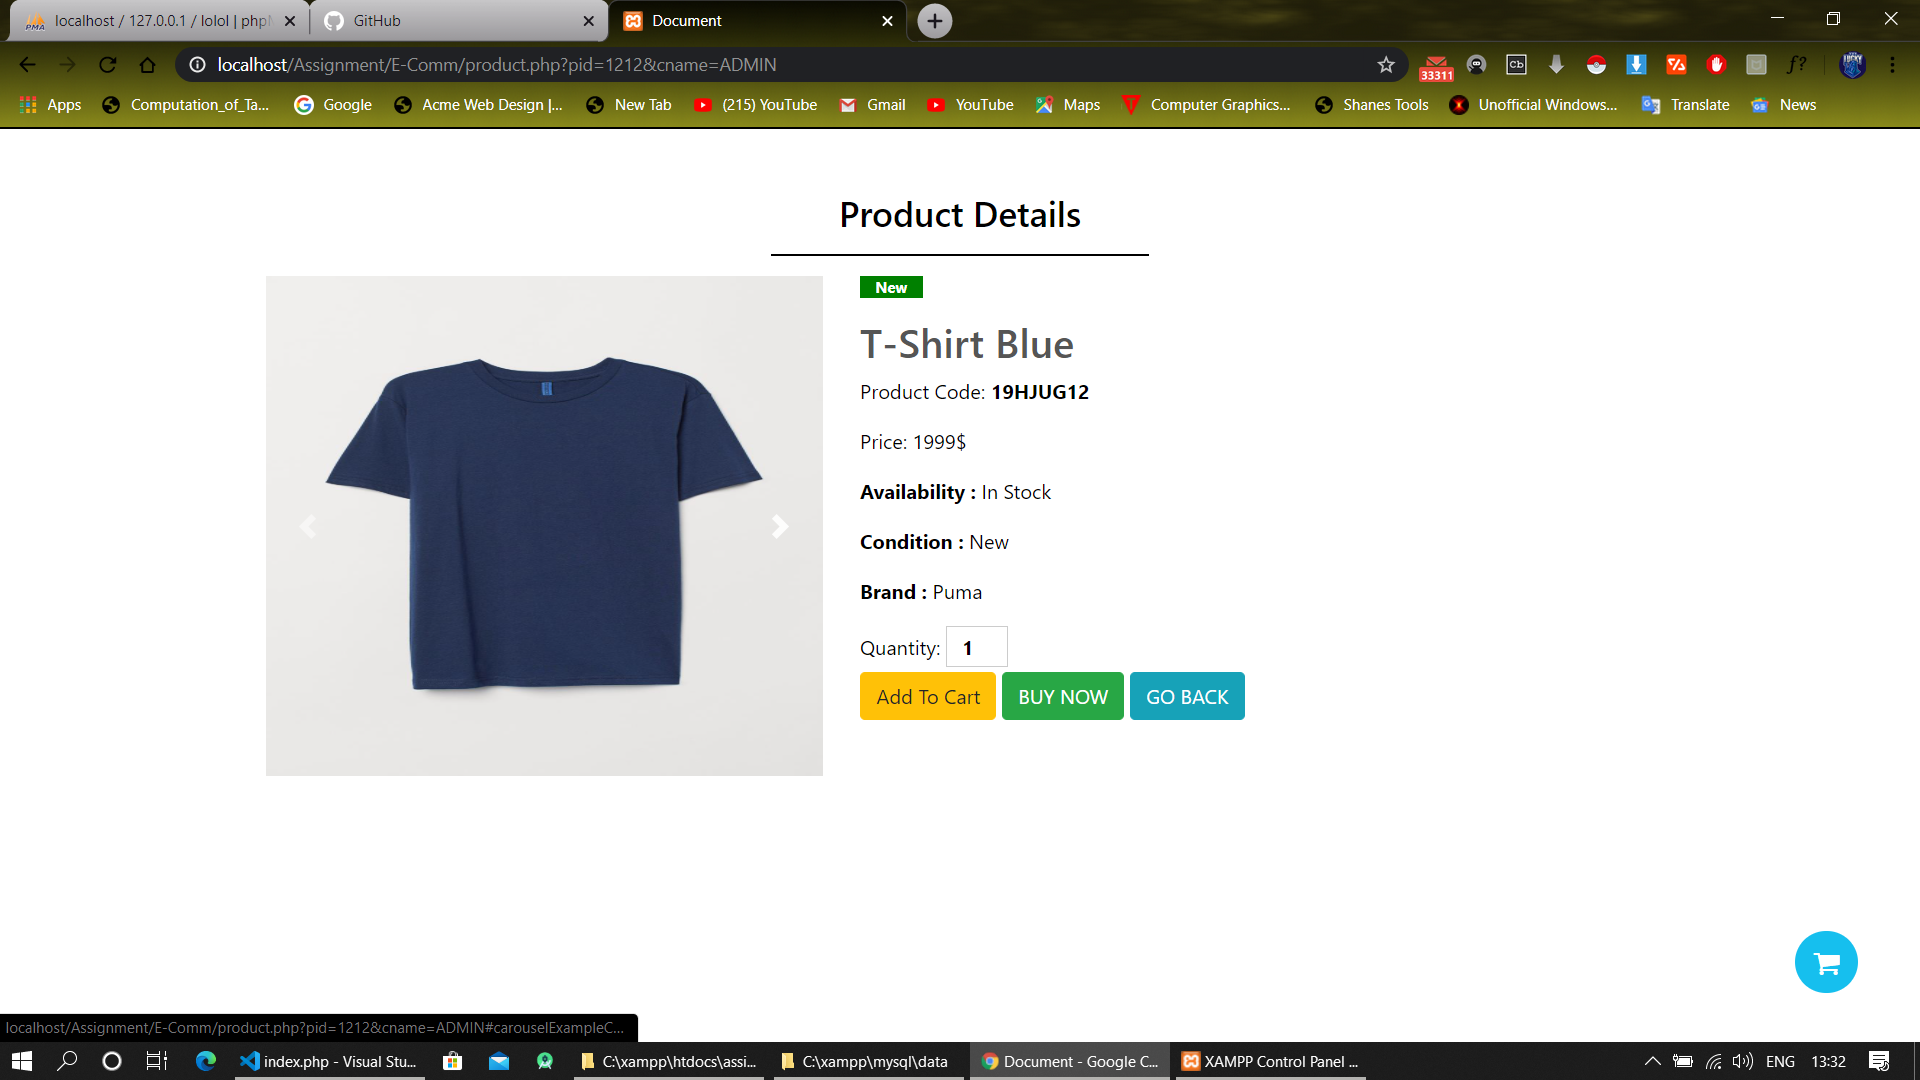 localhost / 127.0.0.1 / lolol | phpM
GitHub
Document
localhost/Assignment/E-Comm/product.php?pid=1212&cname=ADMIN
33311
Cb
f?
Apps
Computation_of_Ta...
Google
Acme Web Design |...
New Tab
(215) YouTube
Gmail
YouTube
Maps
Computer Graphics...
Shanes Tools
Unofficial Windows...
Translate
News
Product Details
New
T-Shirt Blue
Product Code: 19HJUG12
Price: 1999$
Availability : In Stock
Condition : New
Brand : Puma
Quantity: 1
Add To Cart
BUY NOW
GO BACK
localhost/Assignment/E-Comm/product.php?pid=1212&cname=ADMIN#carouselExampleC...
index.php - Visual Stu...
C:\xampp\htdocs\assi...
C:\xampp\mysql\data
Document - Google C...
XAMPP Control Panel ...
ENG
13:32